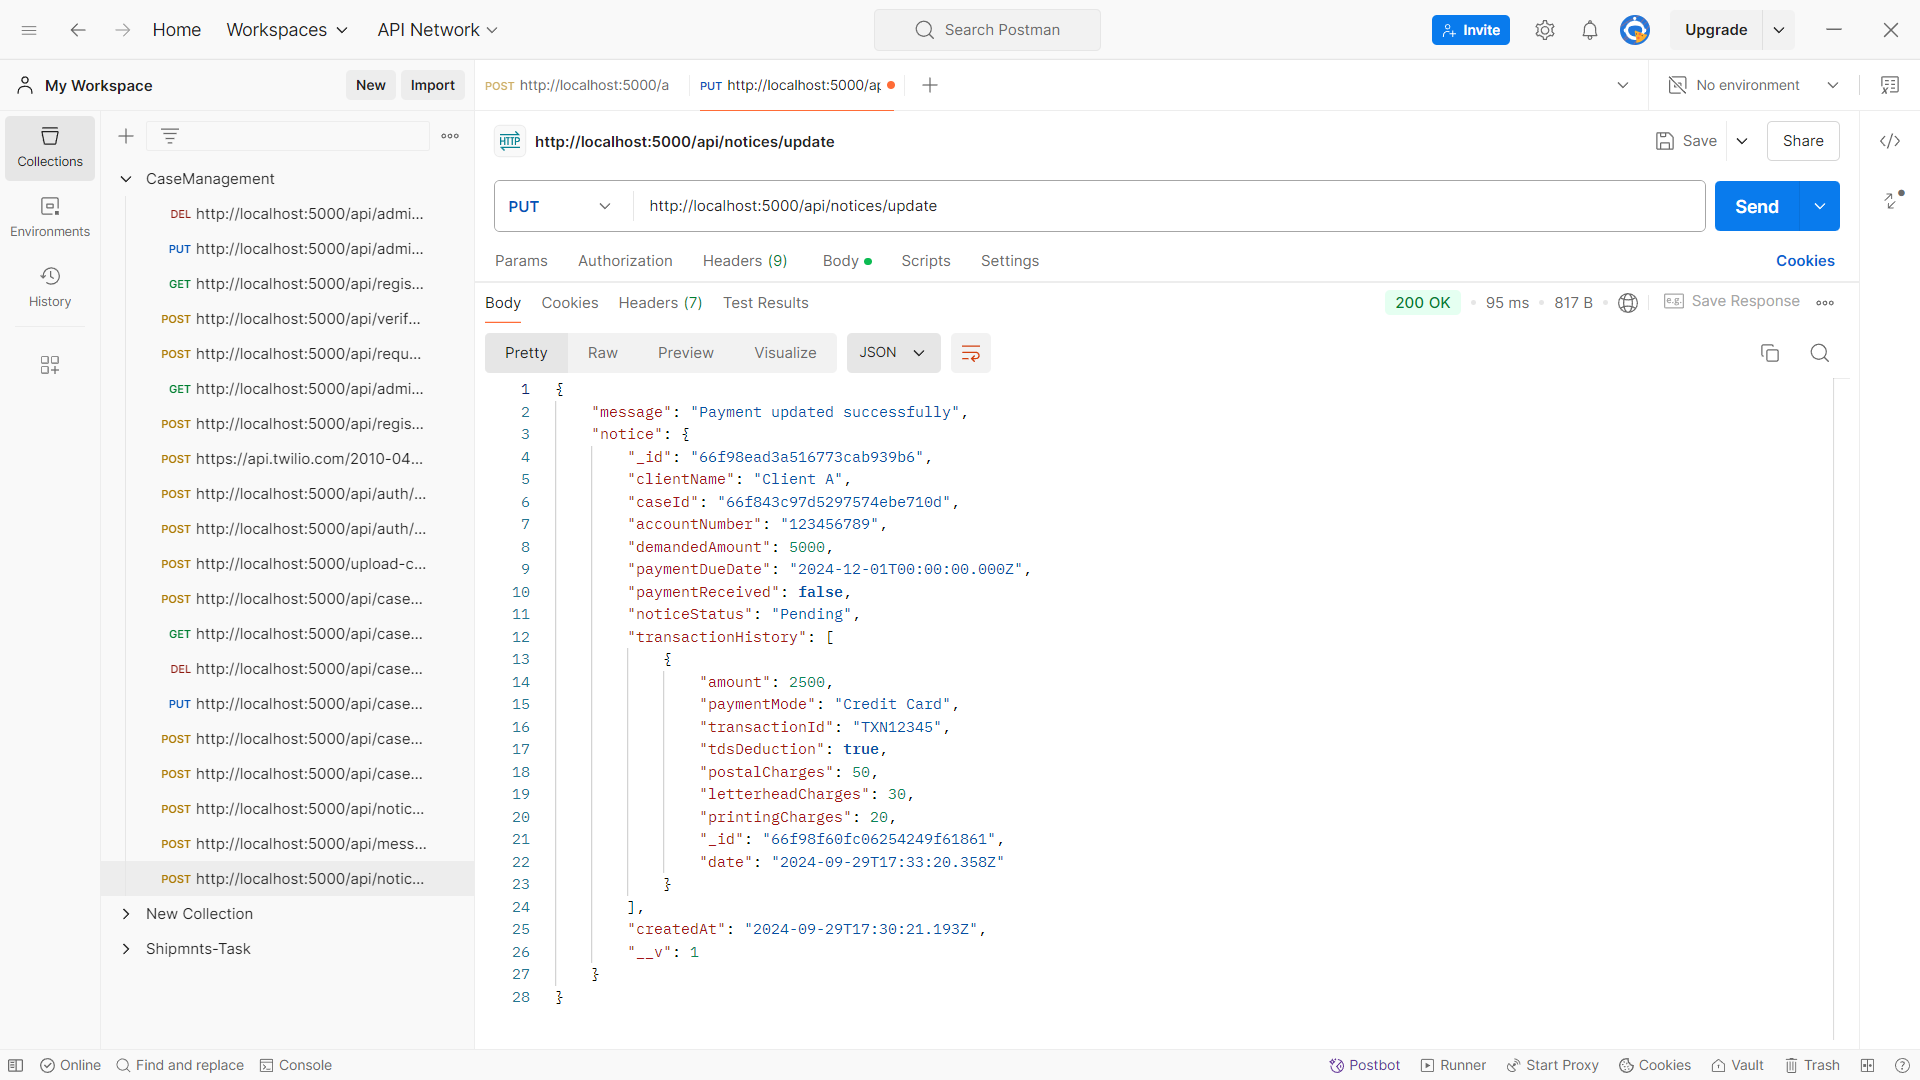 Home Workspaces API Network Search Postman Invite Upgrade
My Workspace New Import POST http://localhost:5000/a PUT http://localhost:5000/ap No environment
Collections
Environments
History
CaseManagement
DEL http://localhost:5000/api/admi...
PUT http://localhost:5000/api/admi...
GET http://localhost:5000/api/regis...
POST http://localhost:5000/api/verif...
POST http://localhost:5000/api/requ...
GET http://localhost:5000/api/admi...
POST http://localhost:5000/api/regis...
POST https://api.twilio.com/2010-04...
POST http://localhost:5000/api/auth/...
POST http://localhost:5000/api/auth/...
POST http://localhost:5000/upload-c...
POST http://localhost:5000/api/case...
GET http://localhost:5000/api/case...
DEL http://localhost:5000/api/case...
PUT http://localhost:5000/api/case...
POST http://localhost:5000/api/case...
POST http://localhost:5000/api/case...
POST http://localhost:5000/api/notic...
POST http://localhost:5000/api/mess...
POST http://localhost:5000/api/notic...
New Collection
Shipmnts-Task
HTTP http://localhost:5000/api/notices/update Save Share
PUT http://localhost:5000/api/notices/update Send
Params Authorization Headers (9) Body Scripts Settings Cookies
Body Cookies Headers (7) Test Results 200 OK 95 ms 817 B e.g. Save Response
Pretty Raw Preview Visualize JSON
1 {
2 "message": "Payment updated successfully",
3 "notice": {
4 "_id": "66f98ead3a516773cab939b6",
5 "clientName": "Client A",
6 "caseId": "66f843c97d5297574ebe710d",
7 "accountNumber": "123456789",
8 "demandedAmount": 5000,
9 "paymentDueDate": "2024-12-01T00:00:00.000Z",
10 "paymentReceived": false,
11 "noticeStatus": "Pending",
12 "transactionHistory": [
13 {
14 "amount": 2500,
15 "paymentMode": "Credit Card",
16 "transactionId": "TXN12345",
17 "tdsDeduction": true,
18 "postalCharges": 50,
19 "letterheadCharges": 30,
20 "printingCharges": 20,
21 "_id": "66f98f60fc06254249f61861",
22 "date": "2024-09-29T17:33:20.358Z"
23 }
24 ],
25 "createdAt": "2024-09-29T17:30:21.193Z",
26 "__v": 1
27 }
28 }
Online Find and replace Console Postbot Runner Start Proxy Cookies Vault Trash